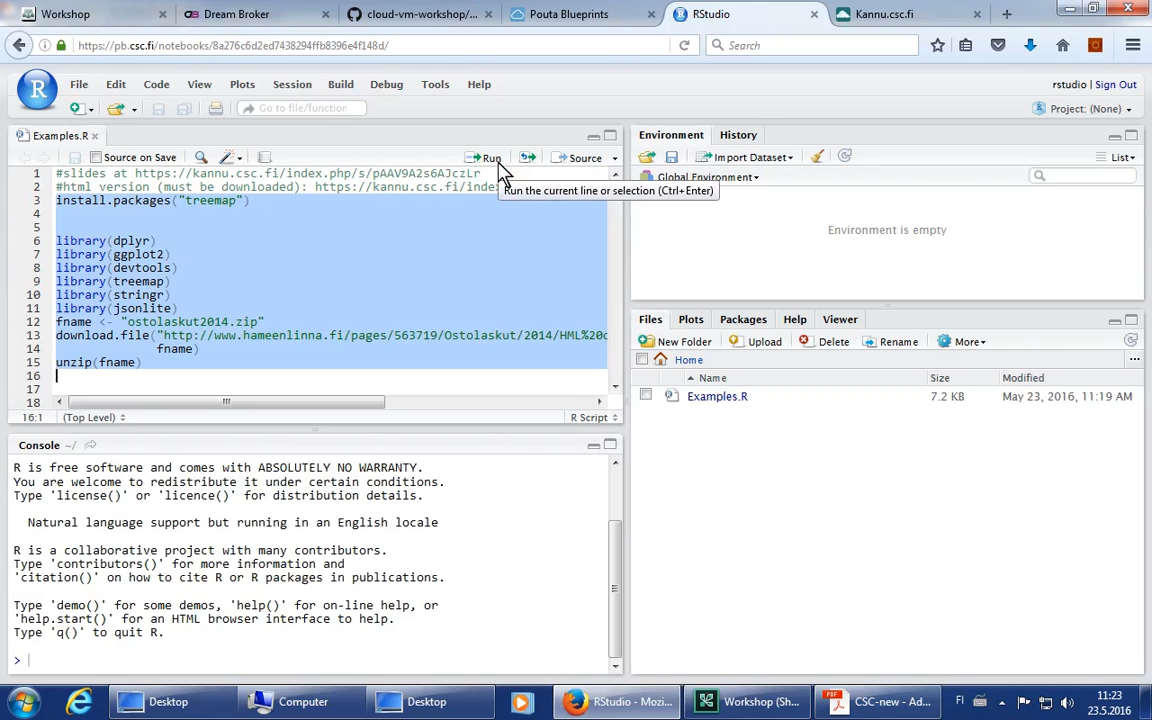 Workshop
Dream Broker
cloud-vm-workshop/...
Pouta Blueprints
RStudio
Kannu.csc.fi
https://pb.csc.fi/notebooks/8a276c6d2ed7438294ffb8396e4f148d/
Search
R
File Edit Code View Plots Session Build Debug Tools Help
rstudio Sign Out
Go to file/function
Project: (None)
Examples.R
Source on Save
Run
Source
1 #slides at https://kannu.csc.fi/index.php/s/pAAV9A2s6AJczLr
2 #html version (must be downloaded): https://kannu.csc.fi/index
3 install.packages("treemap")
4
5
6 library(dplyr)
7 library(ggplot2)
8 library(devtools)
9 library(treemap)
10 library(stringr)
11 library(jsonlite)
12 fname <- "ostolaskut2014.zip"
13 download.file("http://www.hameenlinna.fi/pages/563719/Ostolaskut/2014/HML%20
14 fname)
15 unzip(fname)
16
17
18
16:1 (Top Level) R Script
Run the current line or selection (Ctrl+Enter)
Environment History
Import Dataset
List
Global Environment
Environment is empty
Files Plots Packages Help Viewer
New Folder Upload Delete Rename More
Home
Name Size Modified
Examples.R 7.2 KB May 23, 2016, 11:19 AM
Console ~/
R is free software and comes with ABSOLUTELY NO WARRANTY.
You are welcome to redistribute it under certain conditions.
Type 'license()' or 'licence()' for distribution details.
Natural language support but running in an English locale
R is a collaborative project with many contributors.
Type 'contributors()' for more information and
'citation()' on how to cite R or R packages in publications.
Type 'demo()' for some demos, 'help()' for on-line help, or
'help.start()' for an HTML browser interface to help.
Type 'q()' to quit R.
>
Desktop
Computer
Desktop
RStudio - Mozi...
Workshop (Sh...
CSC-new - Ad...
FI
11:23
23.5.2016